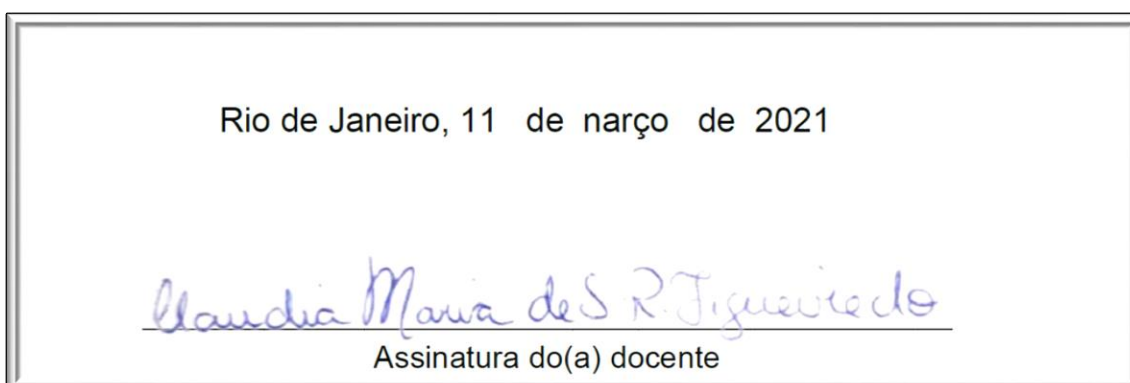 Rio de Janeiro, 11 de narço de 2021
Claudia Maria de S R. Figueiredo
Assinatura do(a) docente